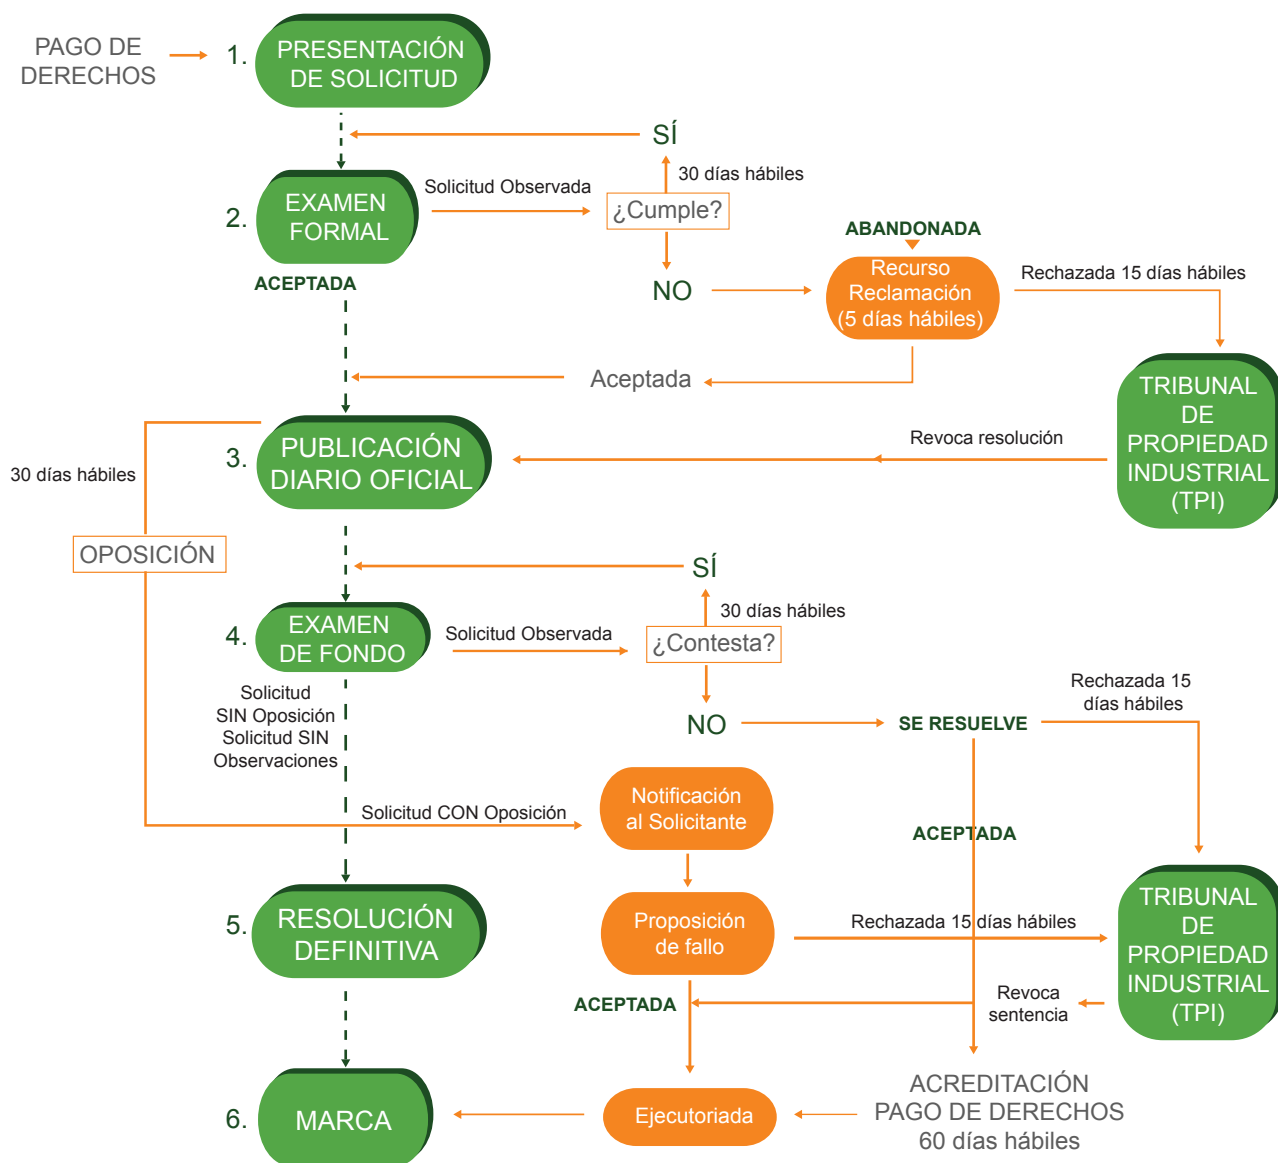 PAGO DE
DERECHOS
1.
PRESENTACIÓN
DE SOLICITUD
SÍ
30 días hábiles
2.
EXAMEN
FORMAL
Solicitud Observada
¿Cumple?
NO
ABANDONADA
Recurso
Reclamación
(5 días hábiles)
Rechazada 15 días hábiles
ACEPTADA
Aceptada
TRIBUNAL
DE
PROPIEDAD
INDUSTRIAL
(TPI)
Revoca resolución
3.
PUBLICACIÓN
DIARIO OFICIAL
30 días hábiles
OPOSICIÓN
SÍ
30 días hábiles
4.
EXAMEN
DE FONDO
Solicitud Observada
¿Contesta?
NO
SE RESUELVE
Rechazada 15
días hábiles
Solicitud
SIN Oposición
Solicitud SIN
Observaciones
Solicitud CON Oposición
Notificación
al Solicitante
ACEPTADA
5.
RESOLUCIÓN
DEFINITIVA
Proposición
de fallo
Rechazada 15 días hábiles
TRIBUNAL
DE
PROPIEDAD
INDUSTRIAL
(TPI)
ACEPTADA
Revoca
sentencia
6.
MARCA
Ejecutoriada
ACREDITACIÓN
PAGO DE DERECHOS
60 días hábiles